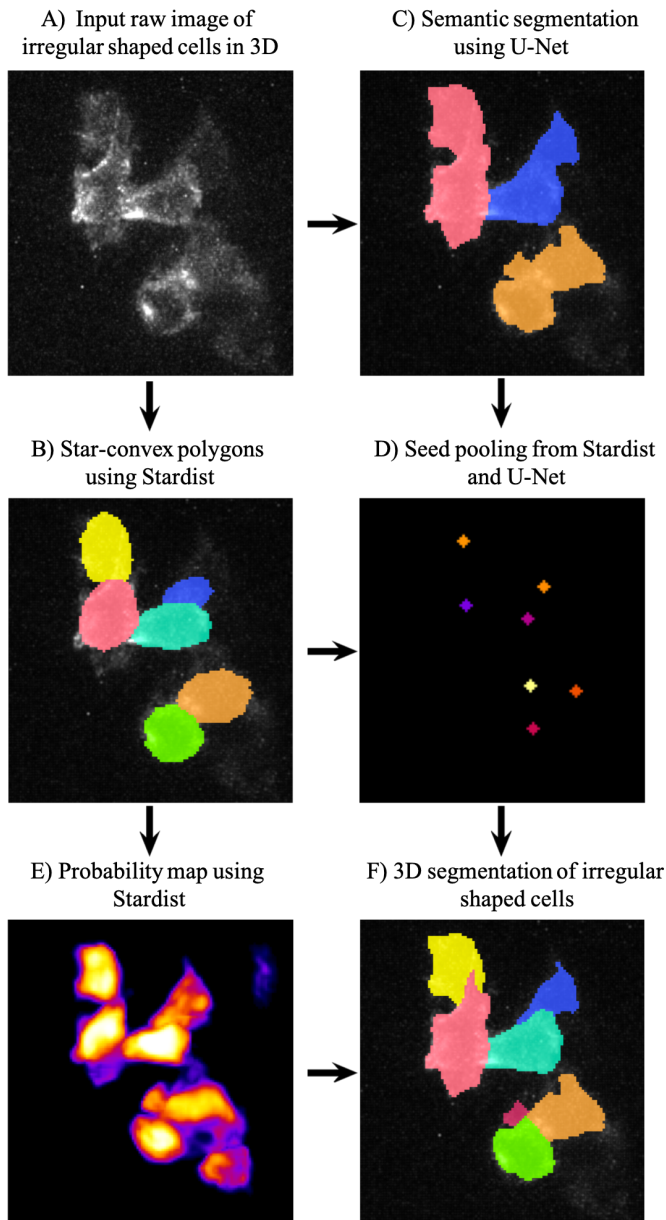 A) Input raw image of
irregular shaped cells in 3D
C) Semantic segmentation
using U-Net
B) Star-convex polygons
using Stardist
D) Seed pooling from Stardist
and U-Net
E) Probability map using
Stardist
F) 3D segmentation of irregular
shaped cells